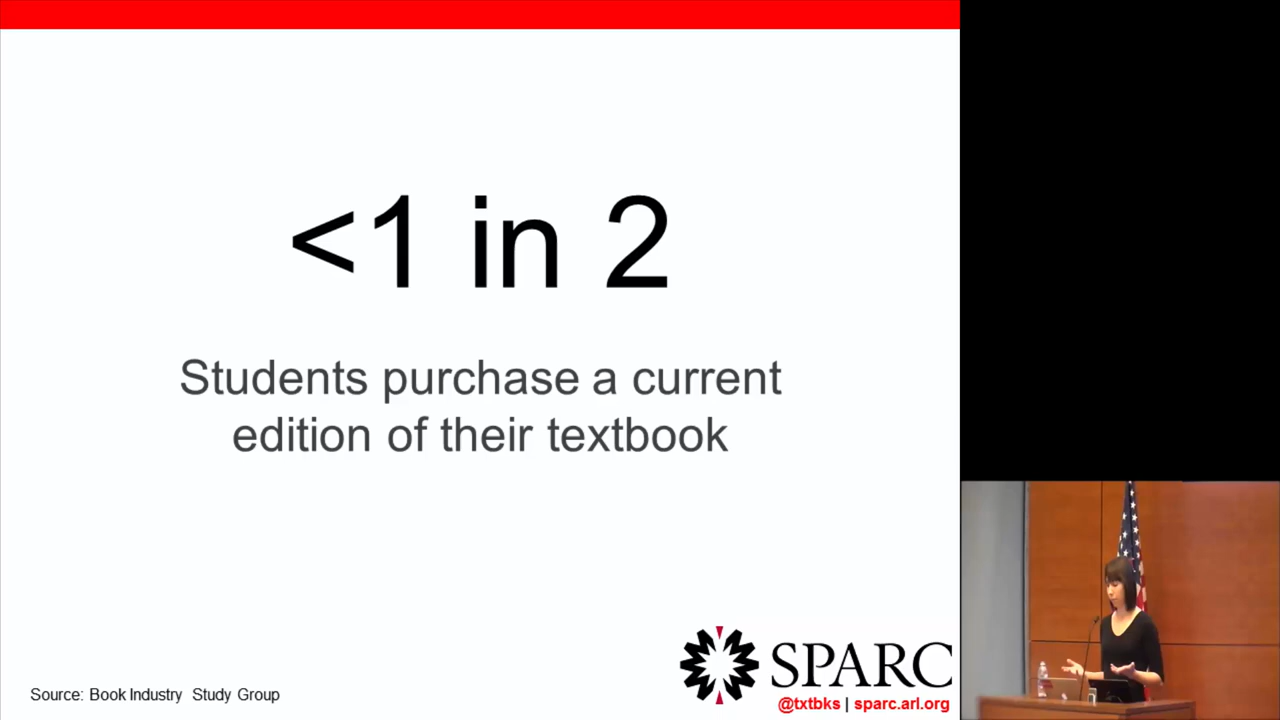 <1 in 2
Students purchase a current
edition of their textbook
Source: Book Industry Study Group
SPARC
@txtbks | sparc.arl.org